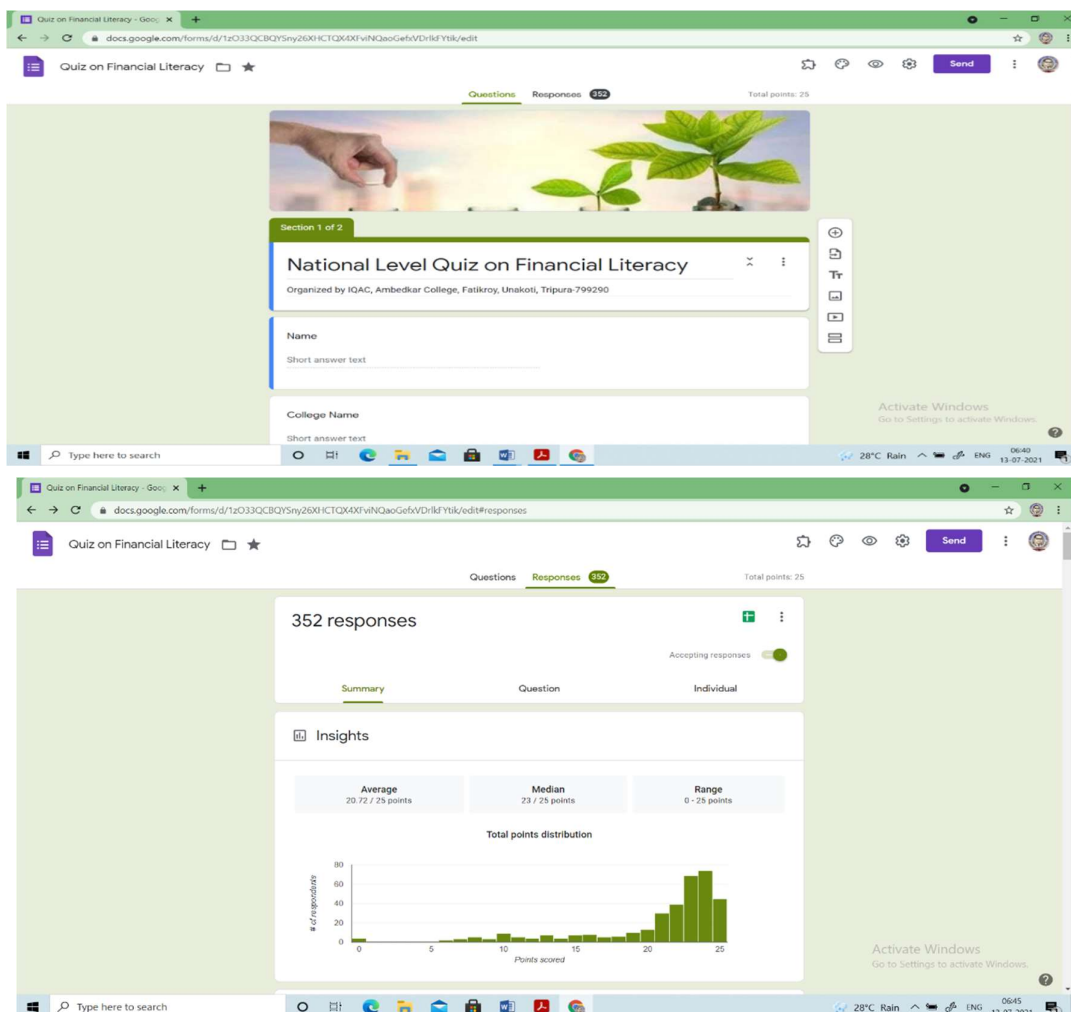 Quiz on Financial Literacy - Goog
docs.google.com/forms/d/1zO33QCBQYSny26XHCTQX4XFviNQaoGefxVDrlkFYtik/edit
Quiz on Financial Literacy
Send
Questions Responses 352
Total points: 25
Section 1 of 2
National Level Quiz on Financial Literacy
Organized by IQAC, Ambedkar College, Fatikroy, Unakoti, Tripura-799290
Tт
Name
Short answer text
College Name
Short answer text
Activate Windows
Go to Settings to activate Windows.
Type here to search
28°C Rain ENG 06:40
13-07-2021
Quiz on Financial Literacy - Goog
docs.google.com/forms/d/1zO33QCBQYSny26XHCTQX4XFviNQaoGefxVDrlkFYtik/edit#responses
Quiz on Financial Literacy
Send
Questions Responses 352
Total points: 25
352 responses
Accepting responses
Summary Question Individual
Insights
Average Median Range
20.72 / 25 points 23 / 25 points 0 - 25 points
Total points distribution
# of respondents
80
60
40
20
0
0 5 10 15 20 25
Points scored
Activate Windows
Go to Settings to activate Windows.
Type here to search
28°C Rain ENG 06:45